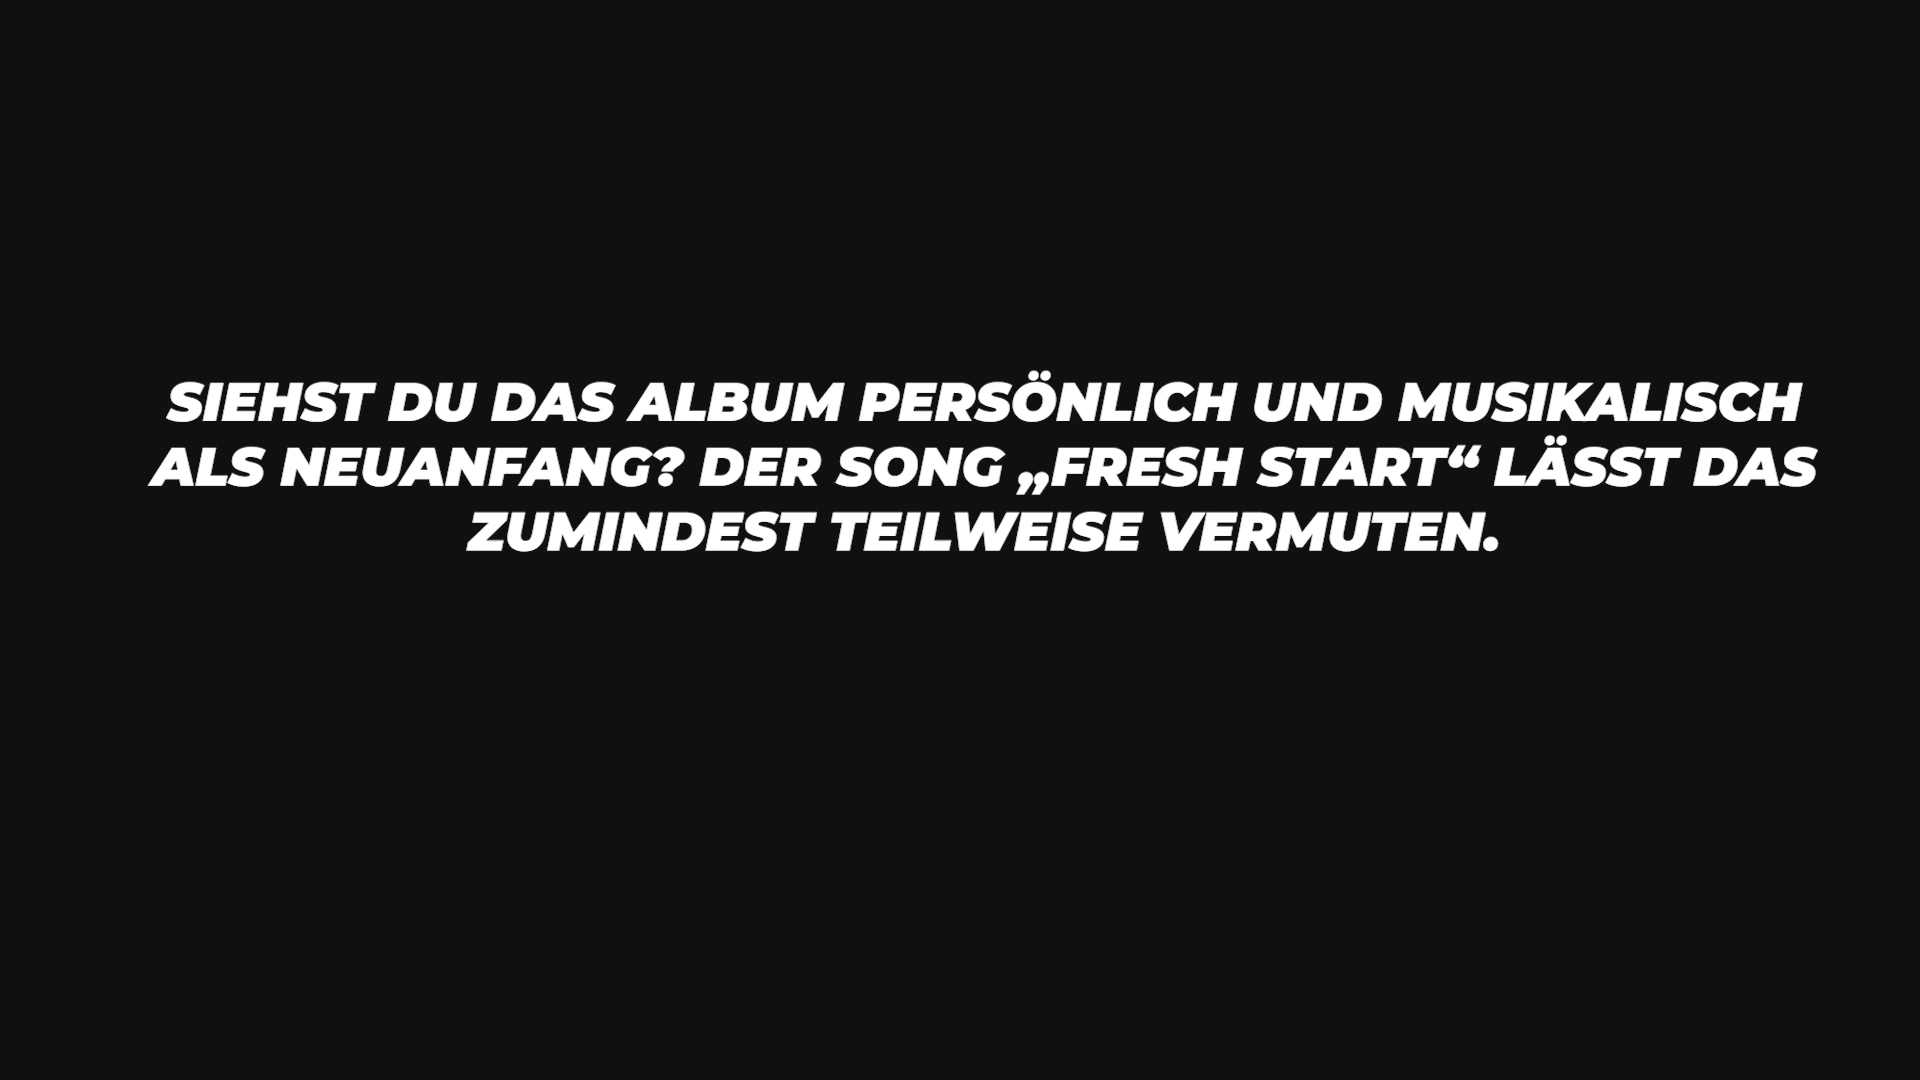 SIEHST DU DAS ALBUM PERSÖNLICH UND MUSIKALISCH
ALS NEUANFANG? DER SONG „FRESH START“ LÄSST DAS
ZUMINDEST TEILWEISE VERMUTEN.